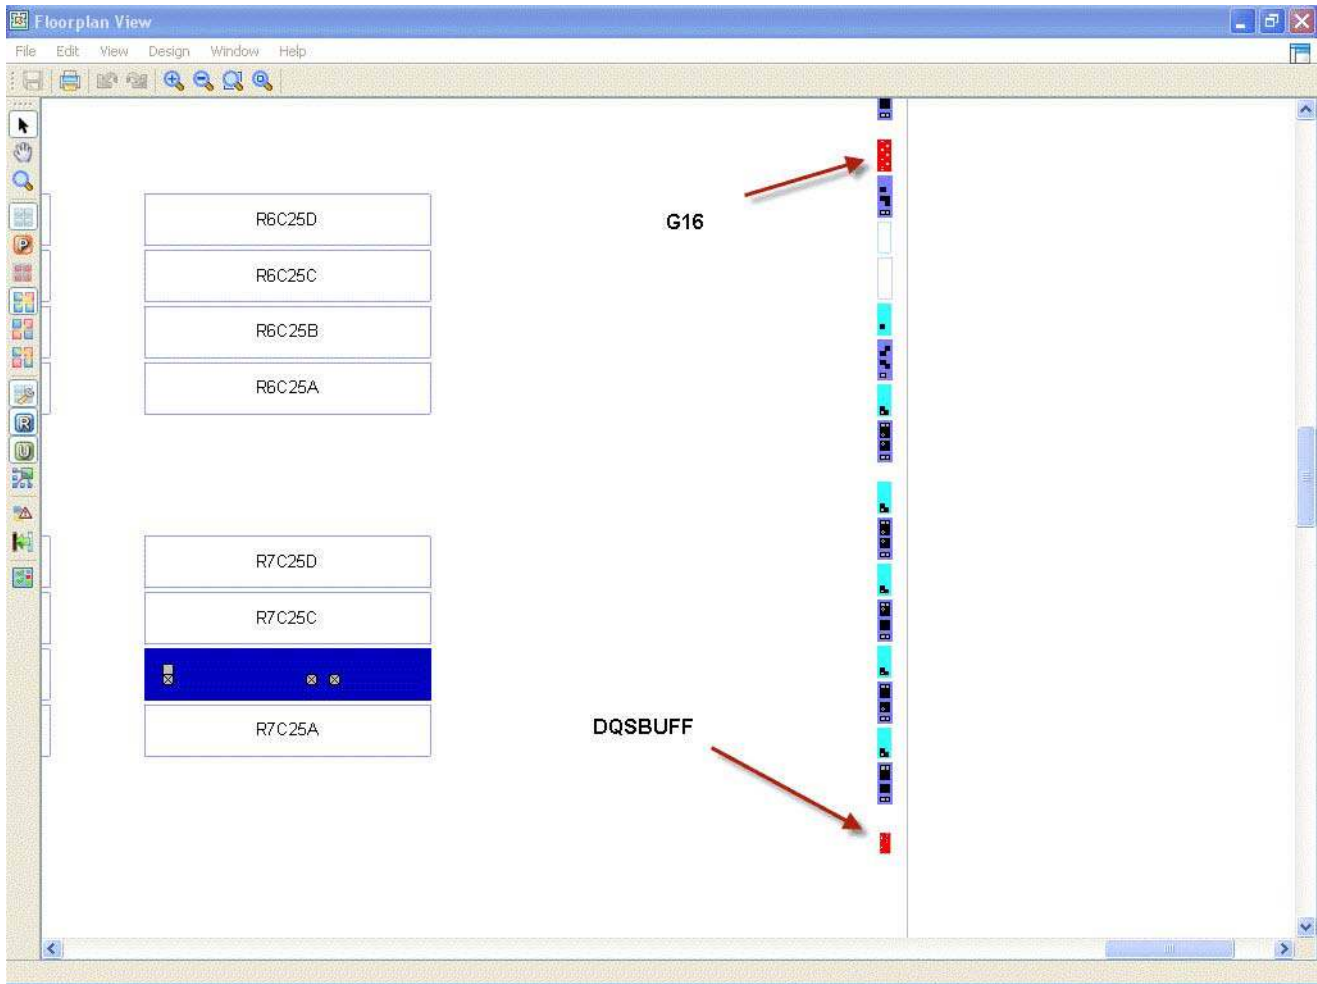 Floorplan View
File Edit View Design Window Help
R6C25D
G16
R6C25C
R6C25B
R6C25A
R7C25D
R7C25C
DQSBUFF
R7C25A
P
R
U